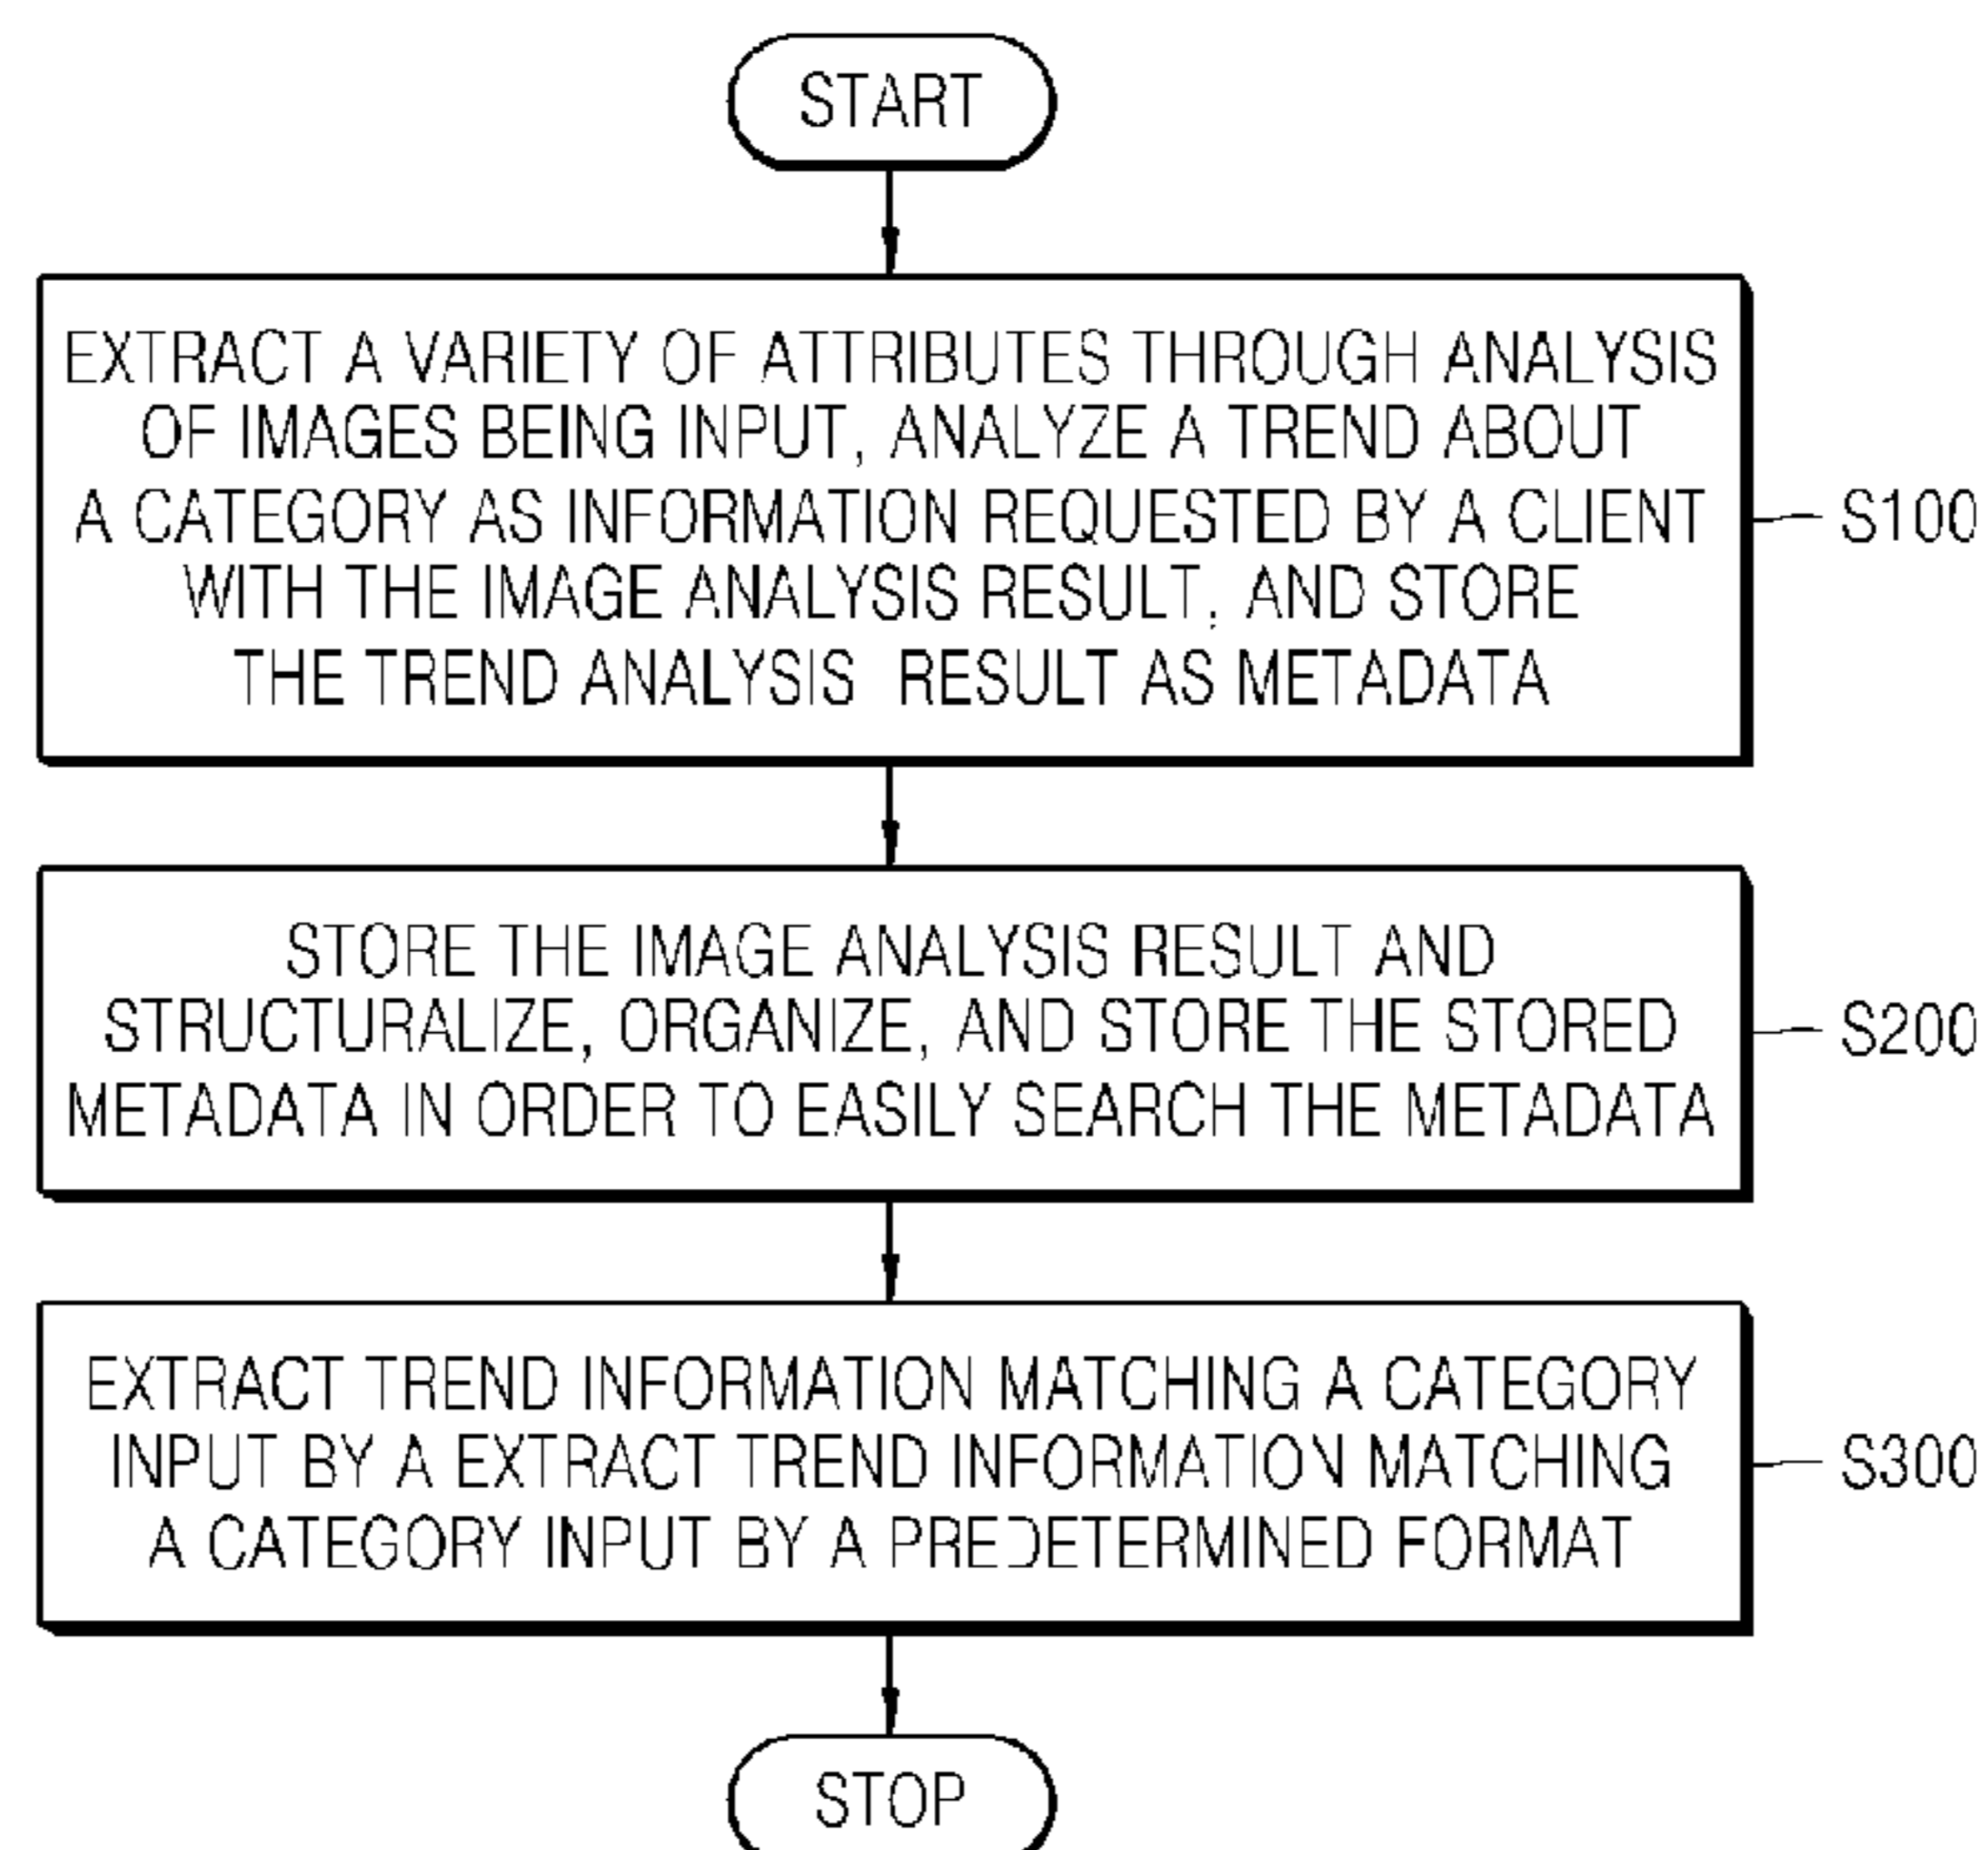 START
EXTRACT A VARIETY OF ATTRIBUTES THROUGH ANALYSIS
OF IMAGES BEING INPUT, ANALYZE A TREND ABOUT
A CATEGORY AS INFORMATION REQUESTED BY A CLIENT
WITH THE IMAGE ANALYSIS RESULT, AND STORE
THE TREND ANALYSIS RESULT AS METADATA
S100
STORE THE IMAGE ANALYSIS RESULT AND
STRUCTURALIZE, ORGANIZE, AND STORE THE STORED
METADATA IN ORDER TO EASILY SEARCH THE METADATA
S200
EXTRACT TREND INFORMATION MATCHING A CATEGORY
INPUT BY A EXTRACT TREND INFORMATION MATCHING
A CATEGORY INPUT BY A PREDETERMINED FORMAT
S300
STOP